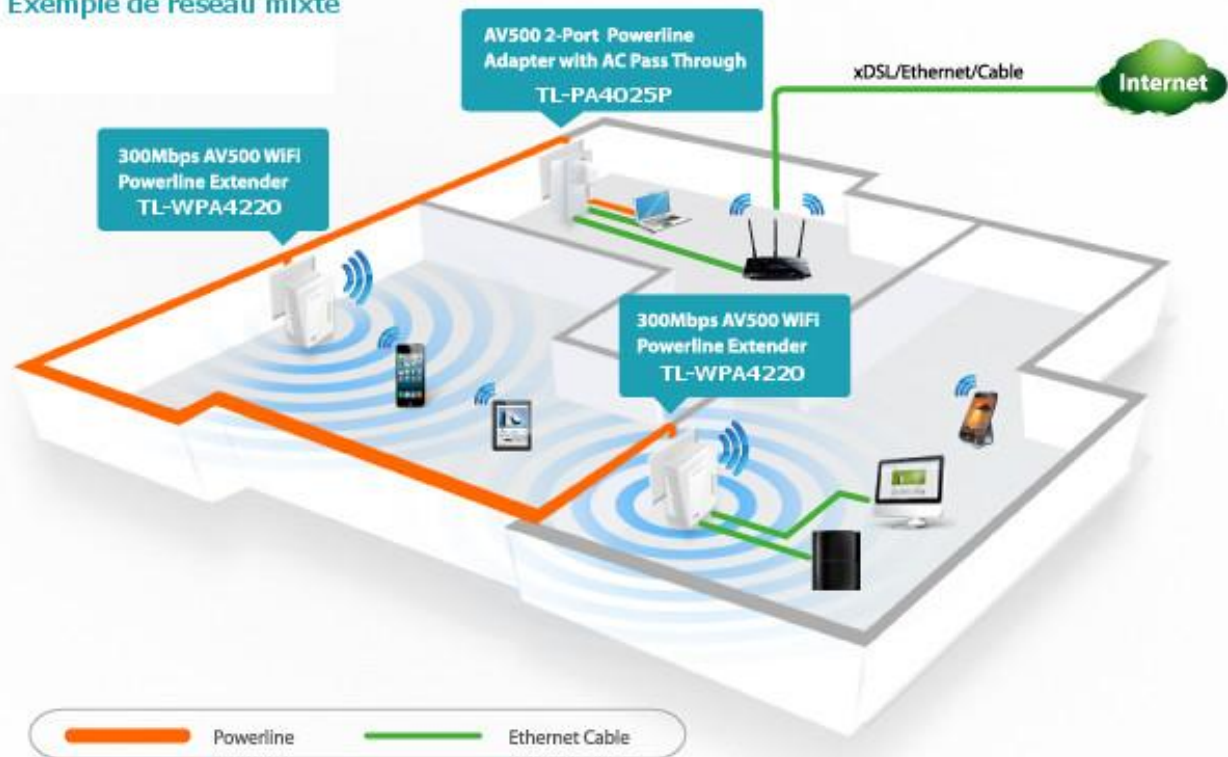 Exemple de réseau mixte
AV500 2-Port Powerline
Adapter with AC Pass Through
TL-PA4025P
xDSL/Ethernet/Cable
Internet
300Mbps AV500 WiFi
Powerline Extender
TL-WPA4220
300Mbps AV500 WiFi
Powerline Extender
TL-WPA4220
Powerline
Ethernet Cable